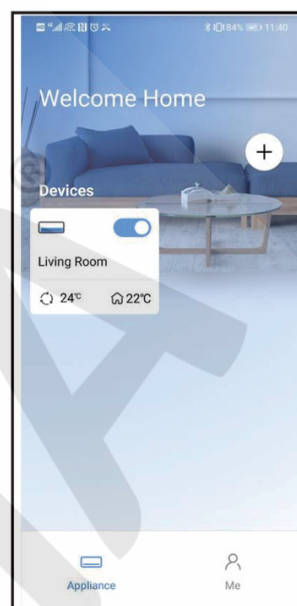 84% 11:40
Welcome Home
+
Devices
Living Room
24°C 22°C
Appliance Me